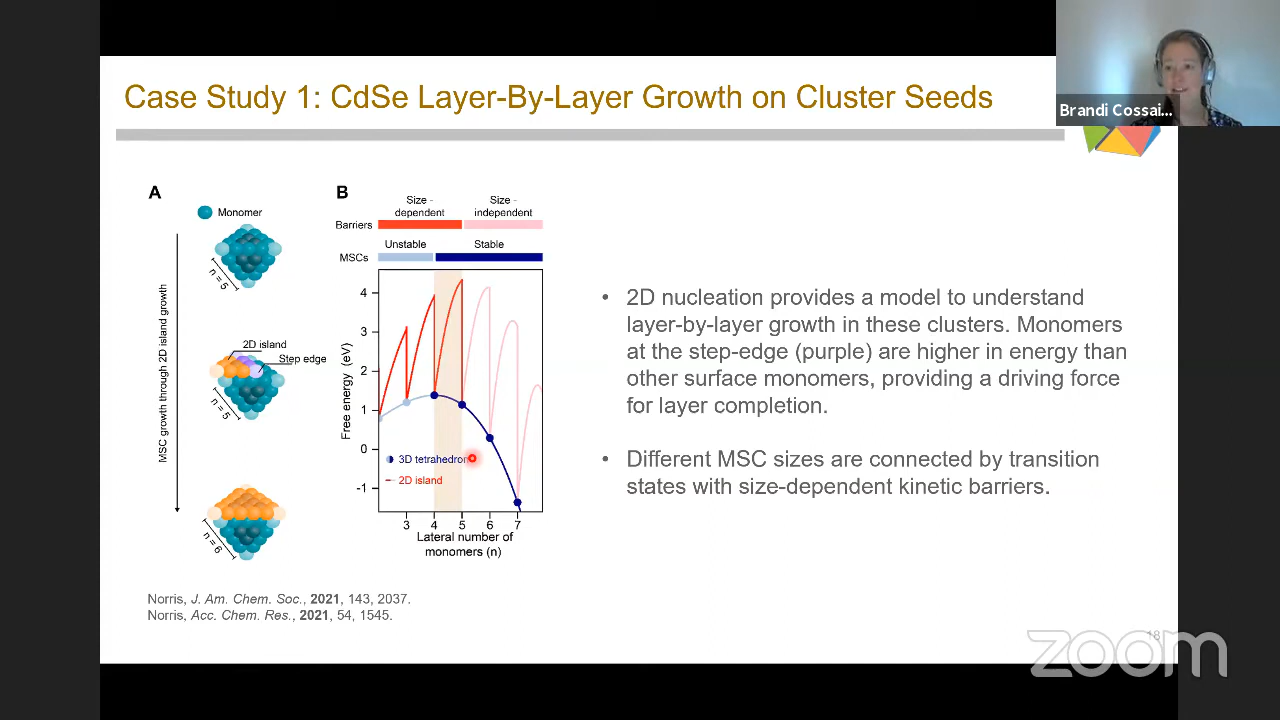 Case Study 1: CdSe Layer-By-Layer Growth on Cluster Seeds
Brandi Cossai...
A
Monomer
n = 5
2D island
Step edge
n = 5
n = 6
MSC growth through 2D island growth
B
Size -
dependent
Size -
independent
Barriers
Unstable
Stable
MSCs
4
3
2
1
0
-1
Free energy (eV)
3D tetrahedron
2D island
3 4 5 6 7
Lateral number of
monomers (n)
• 2D nucleation provides a model to understand
layer-by-layer growth in these clusters. Monomers
at the step-edge (purple) are higher in energy than
other surface monomers, providing a driving force
for layer completion.
• Different MSC sizes are connected by transition
states with size-dependent kinetic barriers.
Norris, J. Am. Chem. Soc., 2021, 143, 2037.
Norris, Acc. Chem. Res., 2021, 54, 1545.
18
zoom